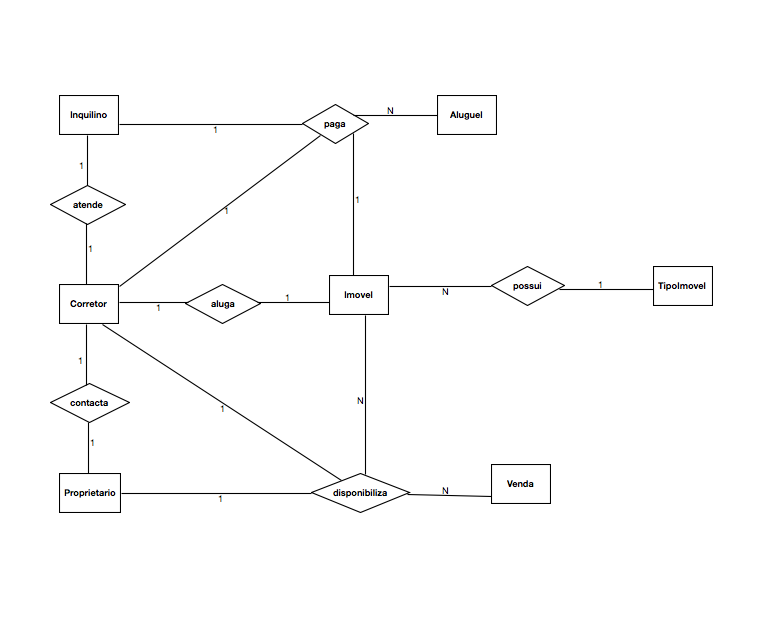 Inquilino
1
paga
N
Aluguel
1
atende
1
1
1
Corretor
1
aluga
1
Imovel
N
possui
1
TipoImovel
1
contacta
1
1
N
Proprietario
1
disponibiliza
N
Venda